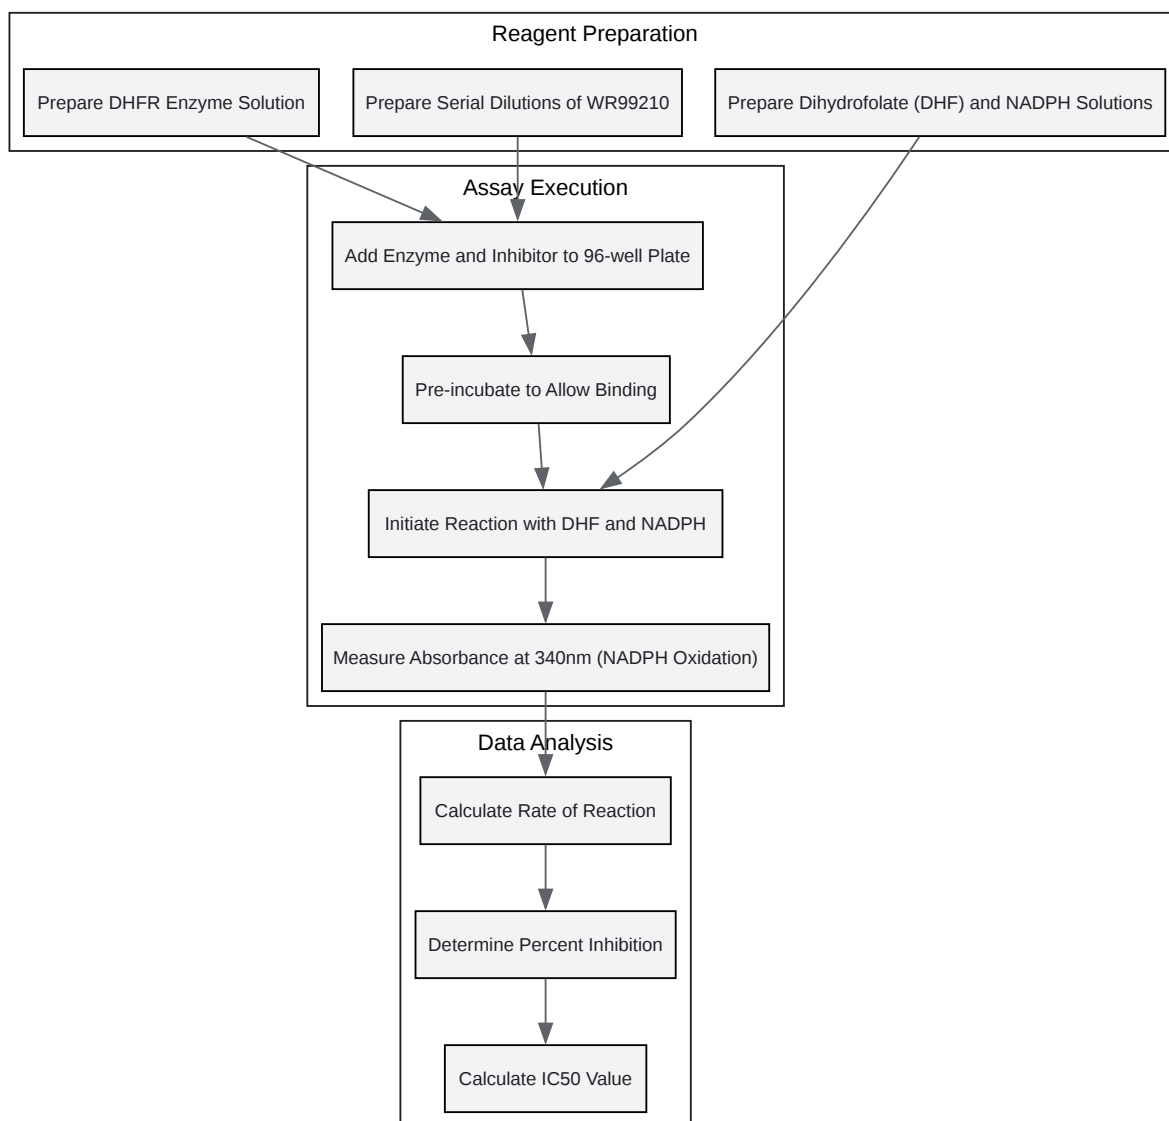 Reagent Preparation
Prepare DHFR Enzyme Solution
Prepare Serial Dilutions of WR99210
Prepare Dihydrofolate (DHF) and NADPH Solutions
Assay Execution
Add Enzyme and Inhibitor to 96-well Plate
Pre-incubate to Allow Binding
Initiate Reaction with DHF and NADPH
Measure Absorbance at 340nm (NADPH Oxidation)
Data Analysis
Calculate Rate of Reaction
Determine Percent Inhibition
Calculate IC50 Value